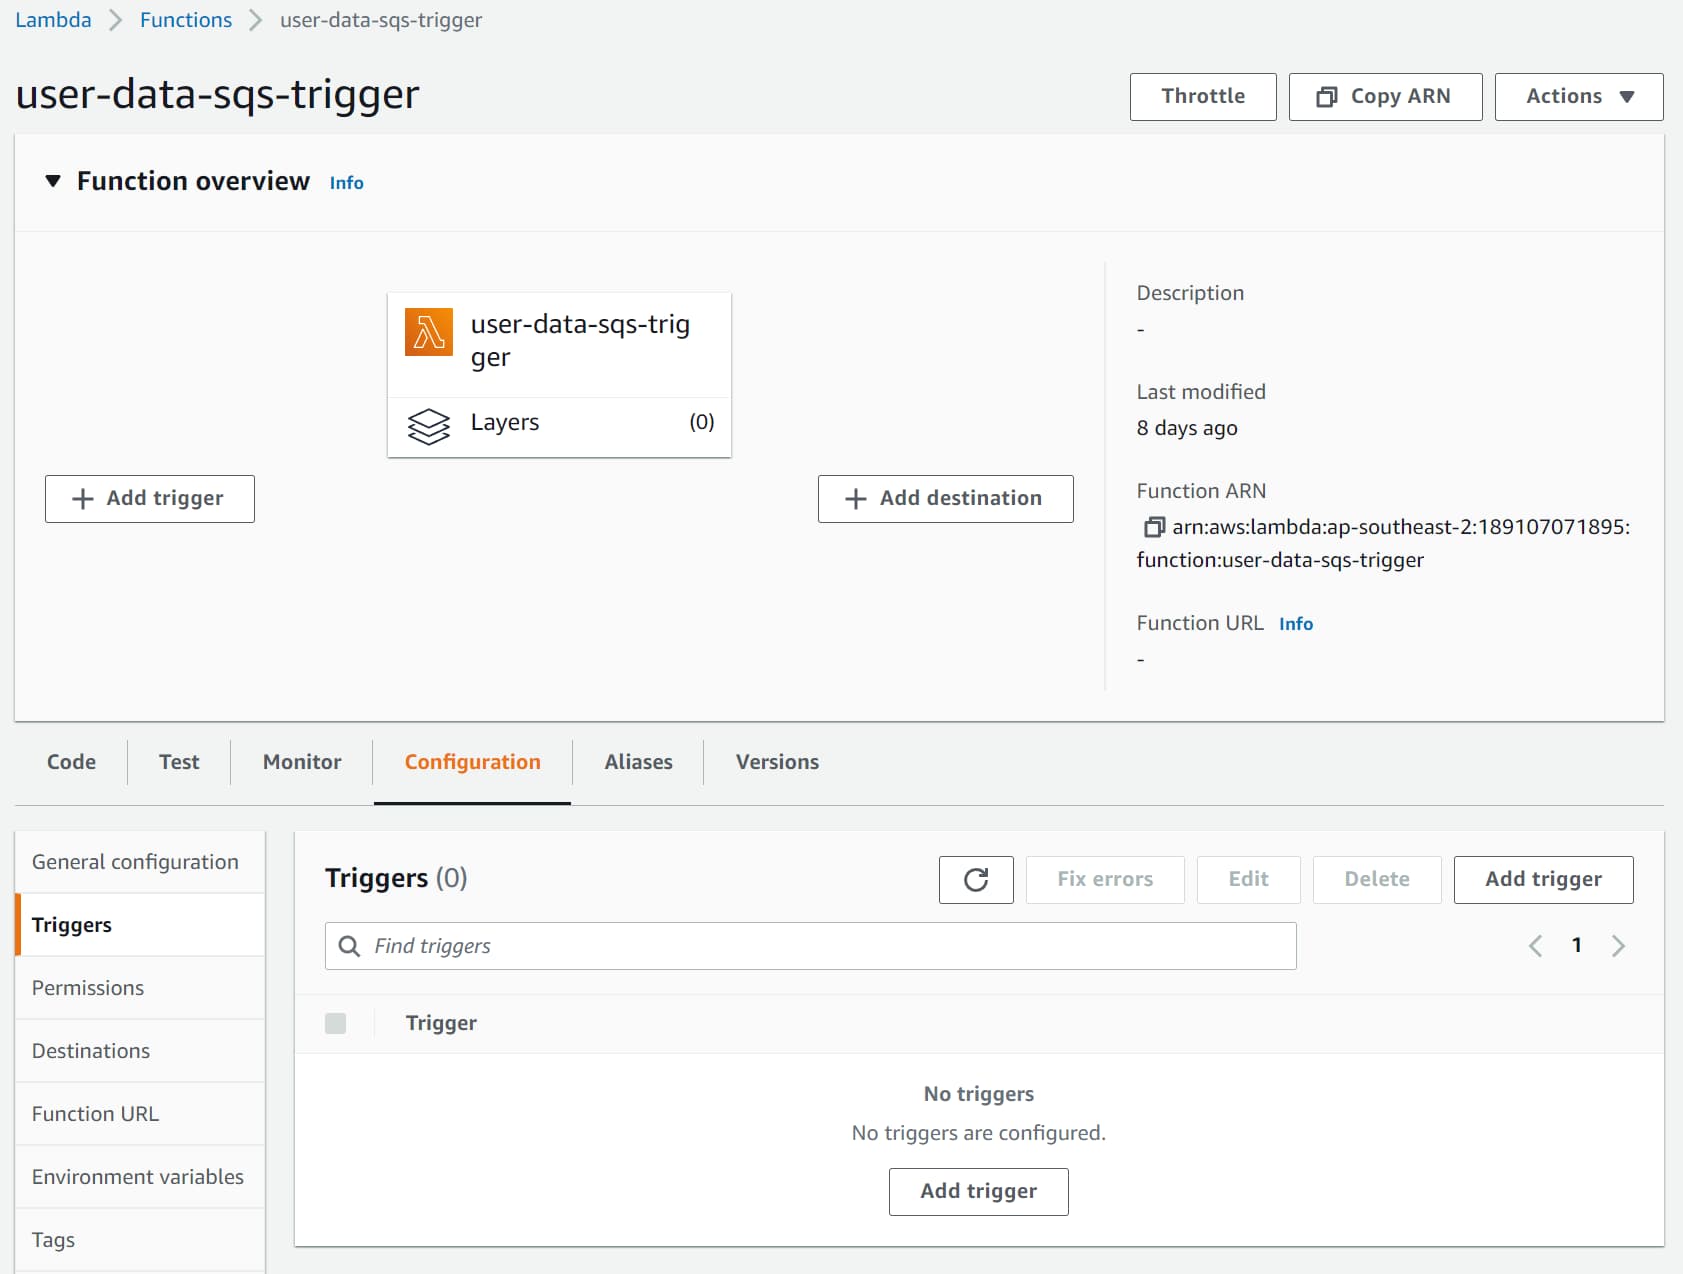 Lambda > Functions > user-data-sqs-trigger
user-data-sqs-trigger
Throttle
Copy ARN
Actions
Function overview Info
user-data-sqs-trig
ger
Layers (0)
Add trigger
Add destination
Description
-
Last modified
8 days ago
Function ARN
arn:aws:lambda:ap-southeast-2:189107071895:
function:user-data-sqs-trigger
Function URL Info
-
Code
Test
Monitor
Configuration
Aliases
Versions
General configuration
Triggers
Permissions
Destinations
Function URL
Environment variables
Tags
Triggers (0)
Fix errors
Edit
Delete
Add trigger
Find triggers
1
Trigger
No triggers
No triggers are configured.
Add trigger